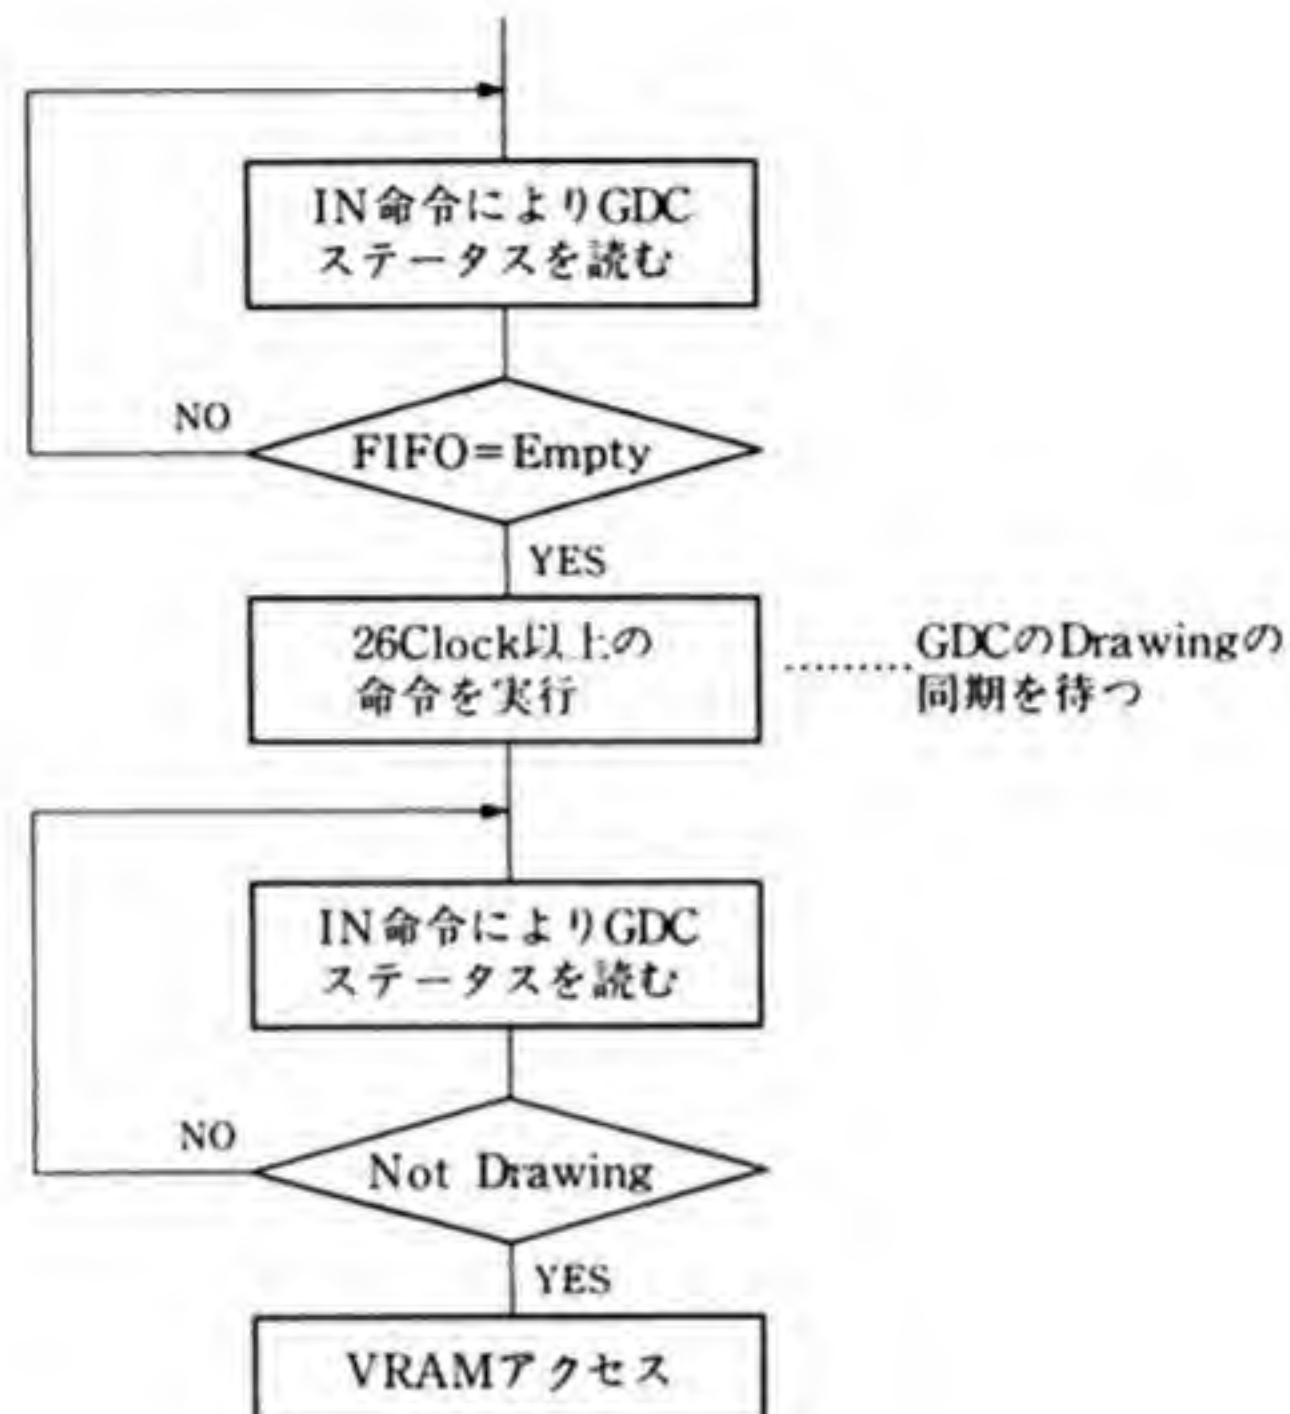 IN命令によりGDC
ステータスを読む
NO
FIFO=Empty
YES
26Clock以上の
命令を実行
GDCのDrawingの
同期を待つ
IN命令によりGDC
ステータスを読む
NO
Not Drawing
YES
VRAMアクセス